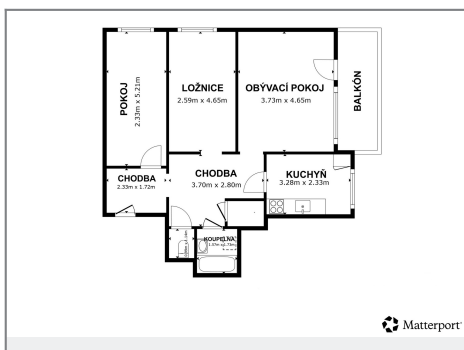 POKOJ
2.33m x 5.21m
LOŽNICE
2.59m x 4.65m
OBÝVACÍ POKOJ
3.73m x 4.65m
BALKÓN
CHODBA
2.33m x 1.72m
CHODBA
3.70m x 2.80m
KUCHYŇ
3.28m x 2.33m
KOUPELNA
Matterport